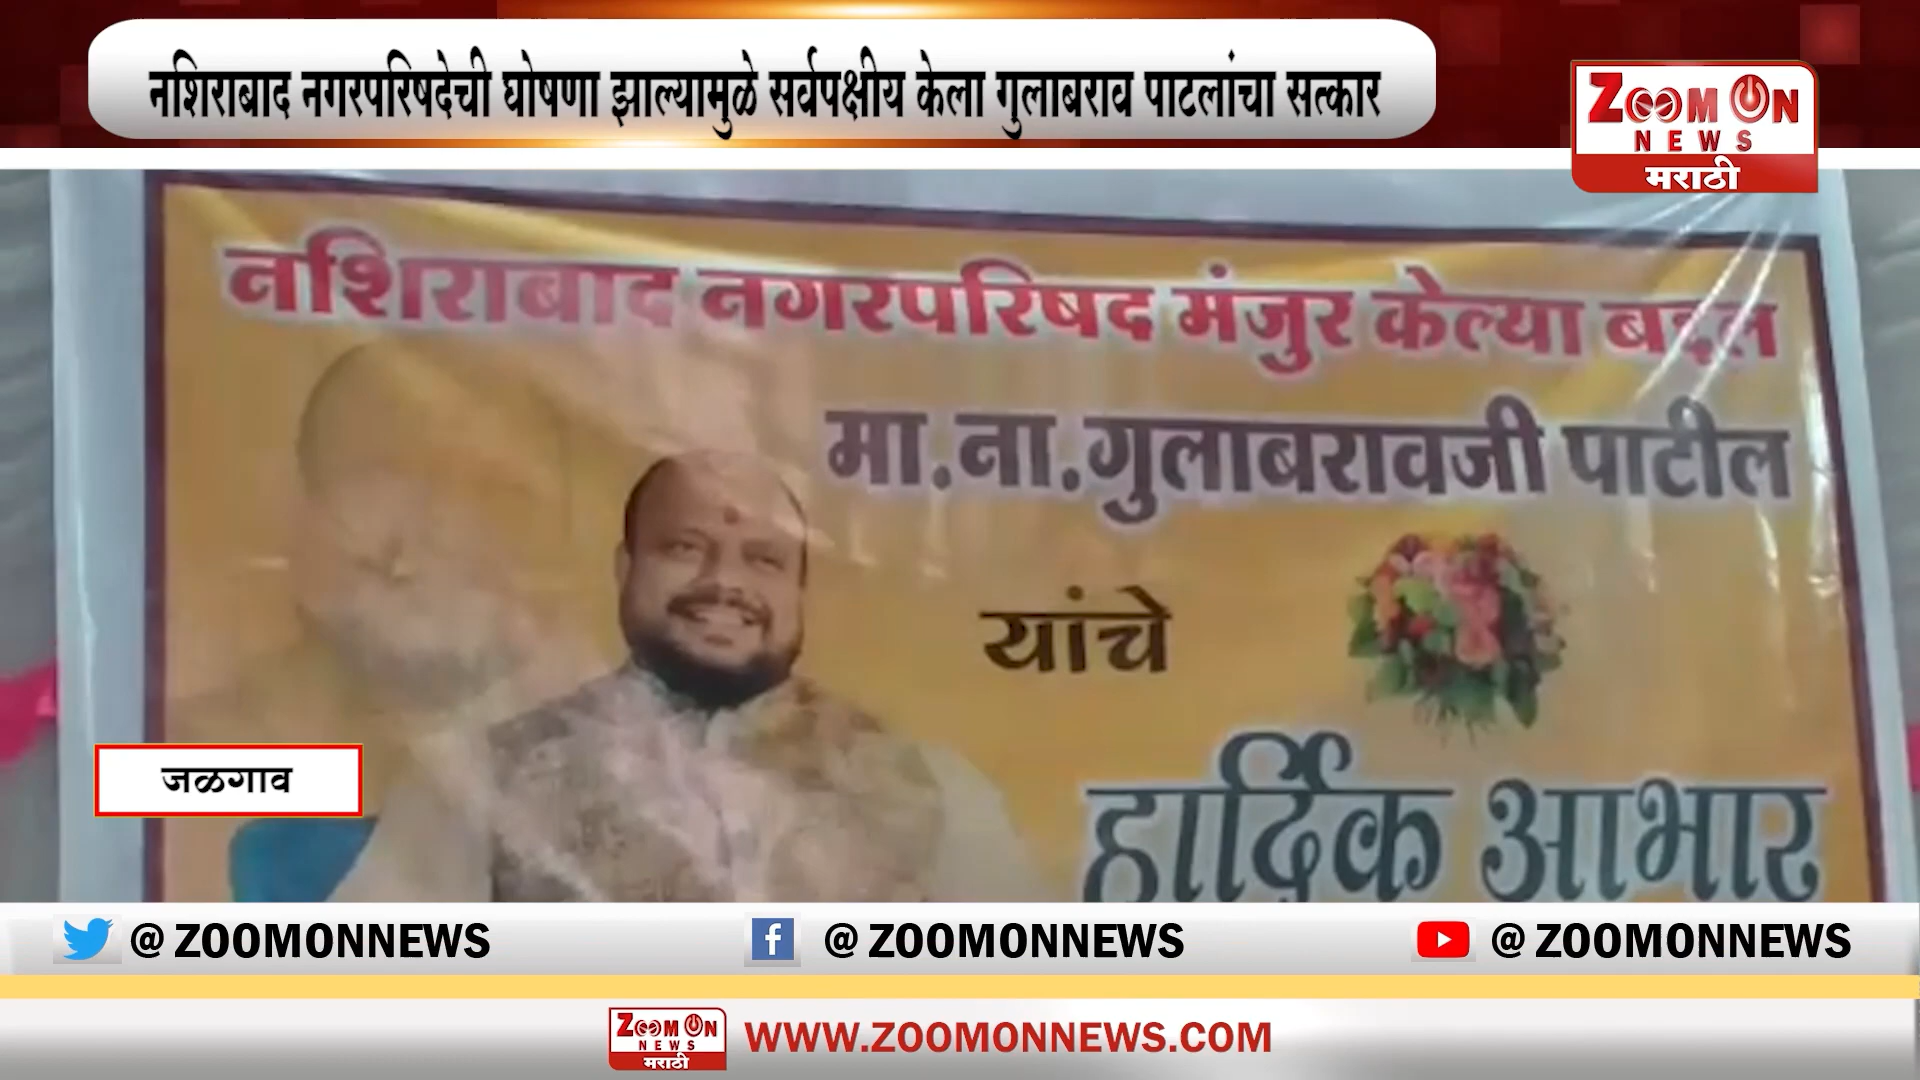 नशिराबाद नगरपरिषदेची घोषणा झाल्यामुळे सर्वपक्षीय केला गुलाबराव पाटलांचा सत्कार
ZOOM ON
NEWS
मराठी
नशिराबाद नगरपरिषद मंजुर केल्या बद्दल
मा.ना.गुलाबरावजी पाटील
यांचे
हार्दिक आभार
जळगाव
@ZOOMONNEWS
@ZOOMONNEWS
@ZOOMONNEWS
ZOOM ON
NEWS
मराठी
WWW.ZOOMONNEWS.COM